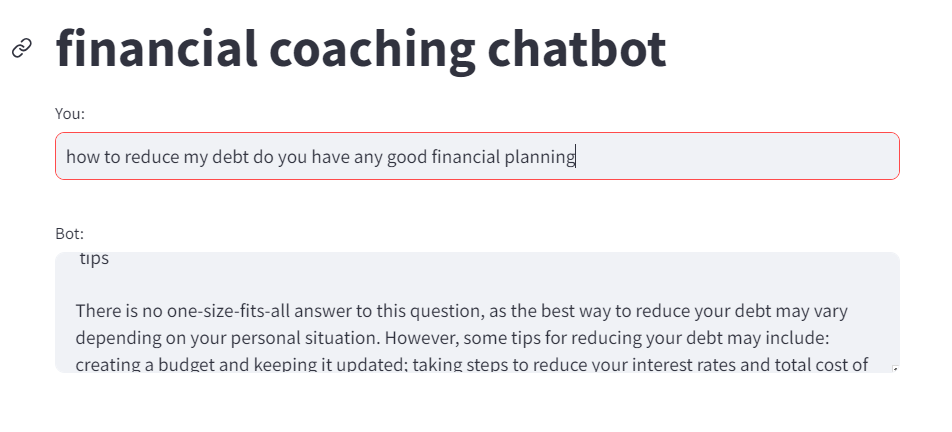 financial coaching chatbot
You:
how to reduce my debt do you have any good financial planning
Bot:
tips
There is no one-size-fits-all answer to this question, as the best way to reduce your debt may vary
depending on your personal situation. However, some tips for reducing your debt may include:
creating a budget and keeping it updated; taking steps to reduce your interest rates and total cost of